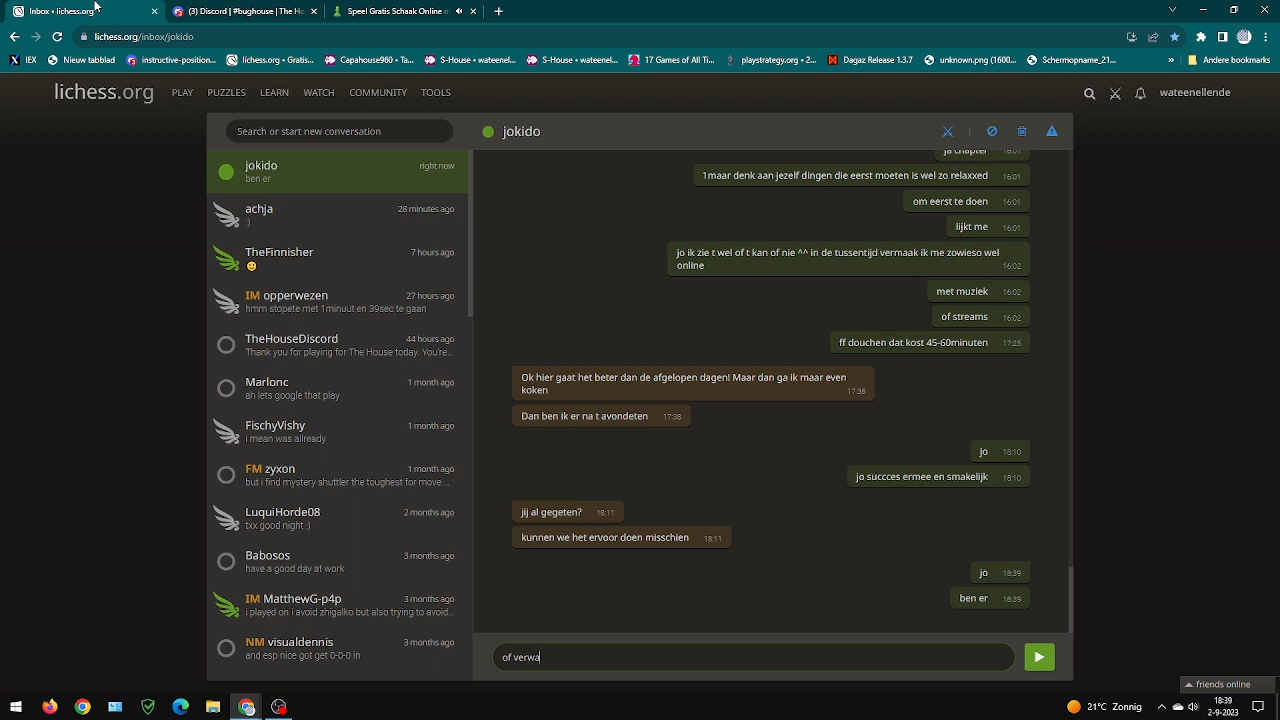 Inbox • lichess.org
(3) Discord | #bughouse | The Ho
Speel Gratis Schaak Online m
lichess.org/inbox/jokido
IEX
Nieuw tabblad
instructive-position...
lichess.org • Gratis...
Capahouse960 • Ta...
S-House • wateenel...
S-House • wateenel...
17 Games of All Ti...
playstrategy.org • 2...
Dagaz Release 1.3.7
unknown.png (1600...
Schermopname_21...
»
Andere bookmarks
lichess.org
PLAY
PUZZLES
LEARN
WATCH
COMMUNITY
TOOLS
wateenellende
Search or start new conversation
jokido
jokido
right now
ben er
achja
28 minutes ago
:)
TheFinnisher
7 hours ago
IM opperwezen
27 hours ago
hmm stopete met 1minuut en 39sec te gaan
TheHouseDiscord
44 hours ago
Thank you for playing for The House today. You're...
Marlonc
1 month ago
ah lets google that play
FischyVishy
1 month ago
i mean was allready
FM zyxon
1 month ago
but i find mystery shuttler the toughest for move ...
LuquiHorde08
2 months ago
txx good night :)
Babosos
3 months ago
have a good day at work
IM MatthewG-p4p
3 months ago
i played on i avoid zhigalko but also trying to avoid...
NM visualdennis
3 months ago
and esp nice got get 0-0-0 in
ja chapter 16:01
1maar denk aan jezelf dingen die eerst moeten is wel zo relaxxed 16:01
om eerst te doen 16:01
lijkt me 16:01
jo ik zie t wel of t kan of nie ^^ in de tussentijd vermaak ik me zowieso wel
online 16:02
met muziek 16:02
of streams 16:02
ff douchen dat kost 45-60minuten 17:25
Ok hier gaat het beter dan de afgelopen dagen! Maar dan ga ik maar even
koken 17:38
Dan ben ik er na t avondeten 17:38
jo 18:10
jo succces ermee en smakelijk 18:10
jij al gegeten? 18:11
kunnen we het ervoor doen misschien 18:11
jo 18:39
ben er 18:39
of verwa
friends online
21°C Zonnig
18:39
2-9-2023